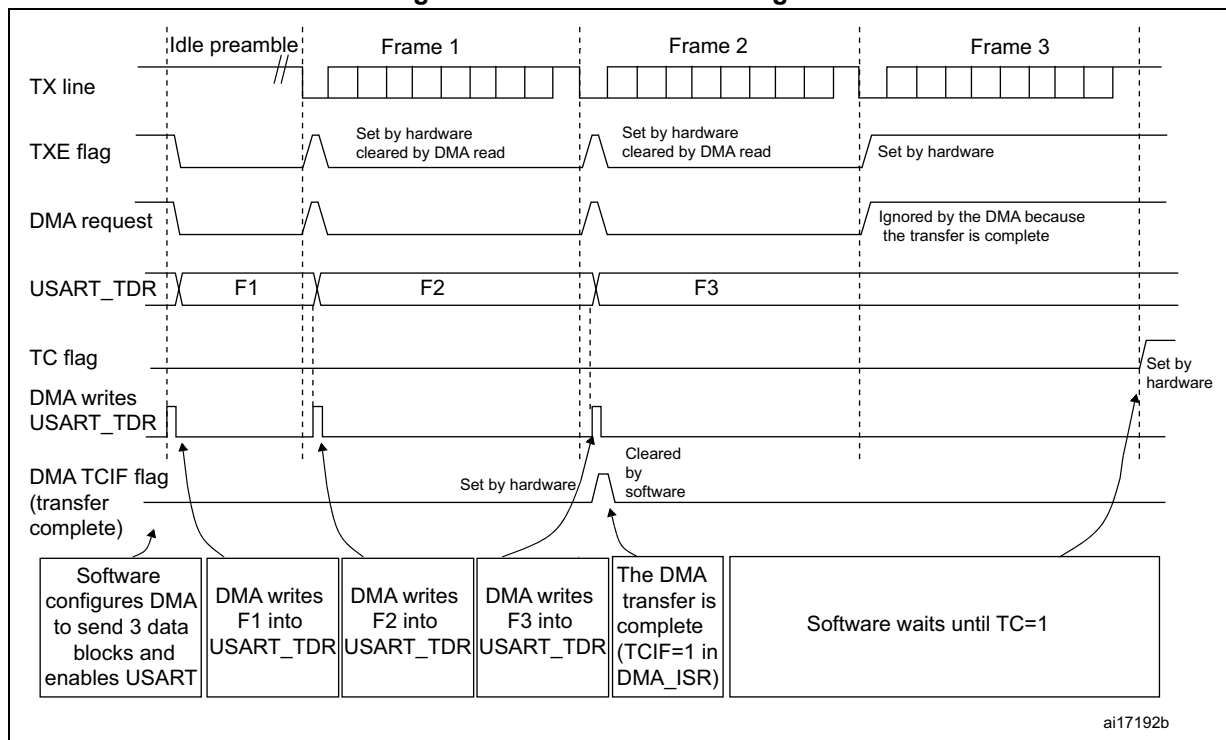 Idle preamble
Frame 1
Frame 2
Frame 3
TX line
TXE flag
Set by hardware
cleared by DMA read
Set by hardware
cleared by DMA read
Set by hardware
DMA request
Ignored by the DMA because
the transfer is complete
USART_TDR
F1
F2
F3
TC flag
Set by
hardware
DMA writes
USART_TDR
DMA TCIF flag
(transfer
complete)
Set by hardware
Cleared
by
software
Software
configures DMA
to send 3 data
blocks and
enables USART
DMA writes
F1 into
USART_TDR
DMA writes
F2 into
USART_TDR
DMA writes
F3 into
USART_TDR
The DMA
transfer is
complete
(TCIF=1 in
DMA_ISR)
Software waits until TC=1
ai17192b